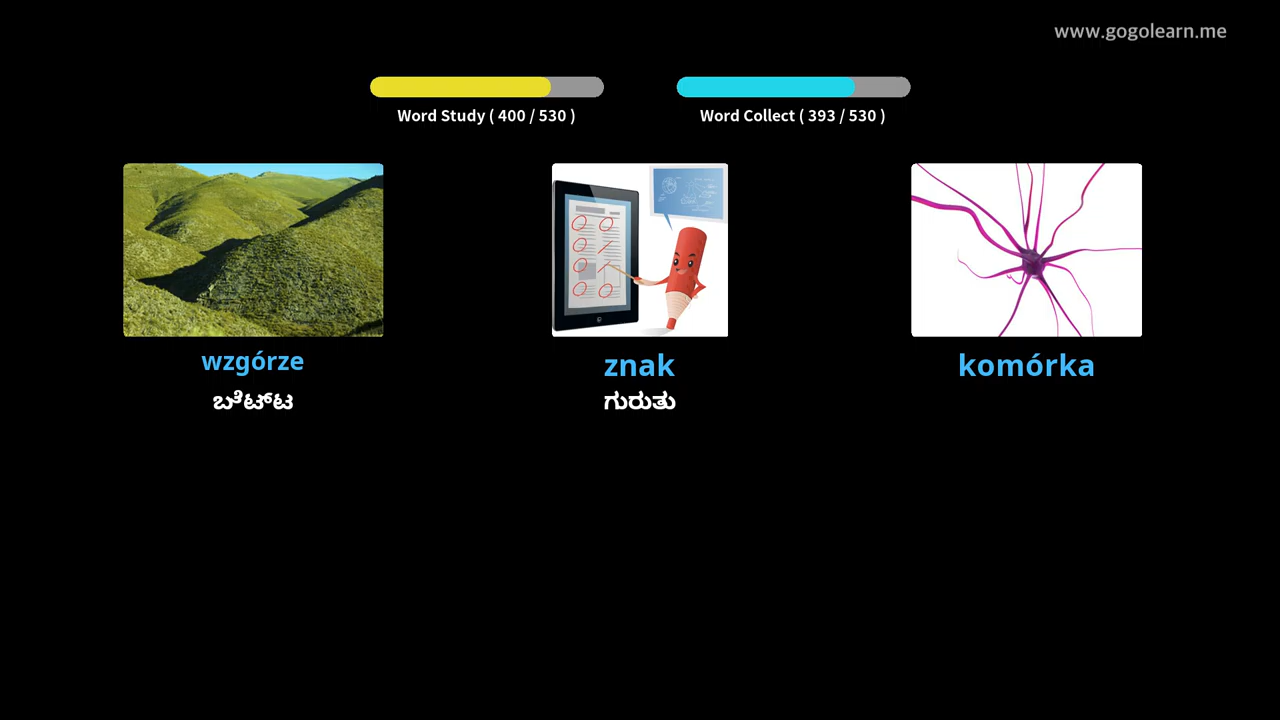 www.gogolearn.me
Word Study ( 400 / 530 )
Word Collect ( 393 / 530 )
wzgórze
znak
komórka
ಬೆಟ್ಟ
ಗುರುತು